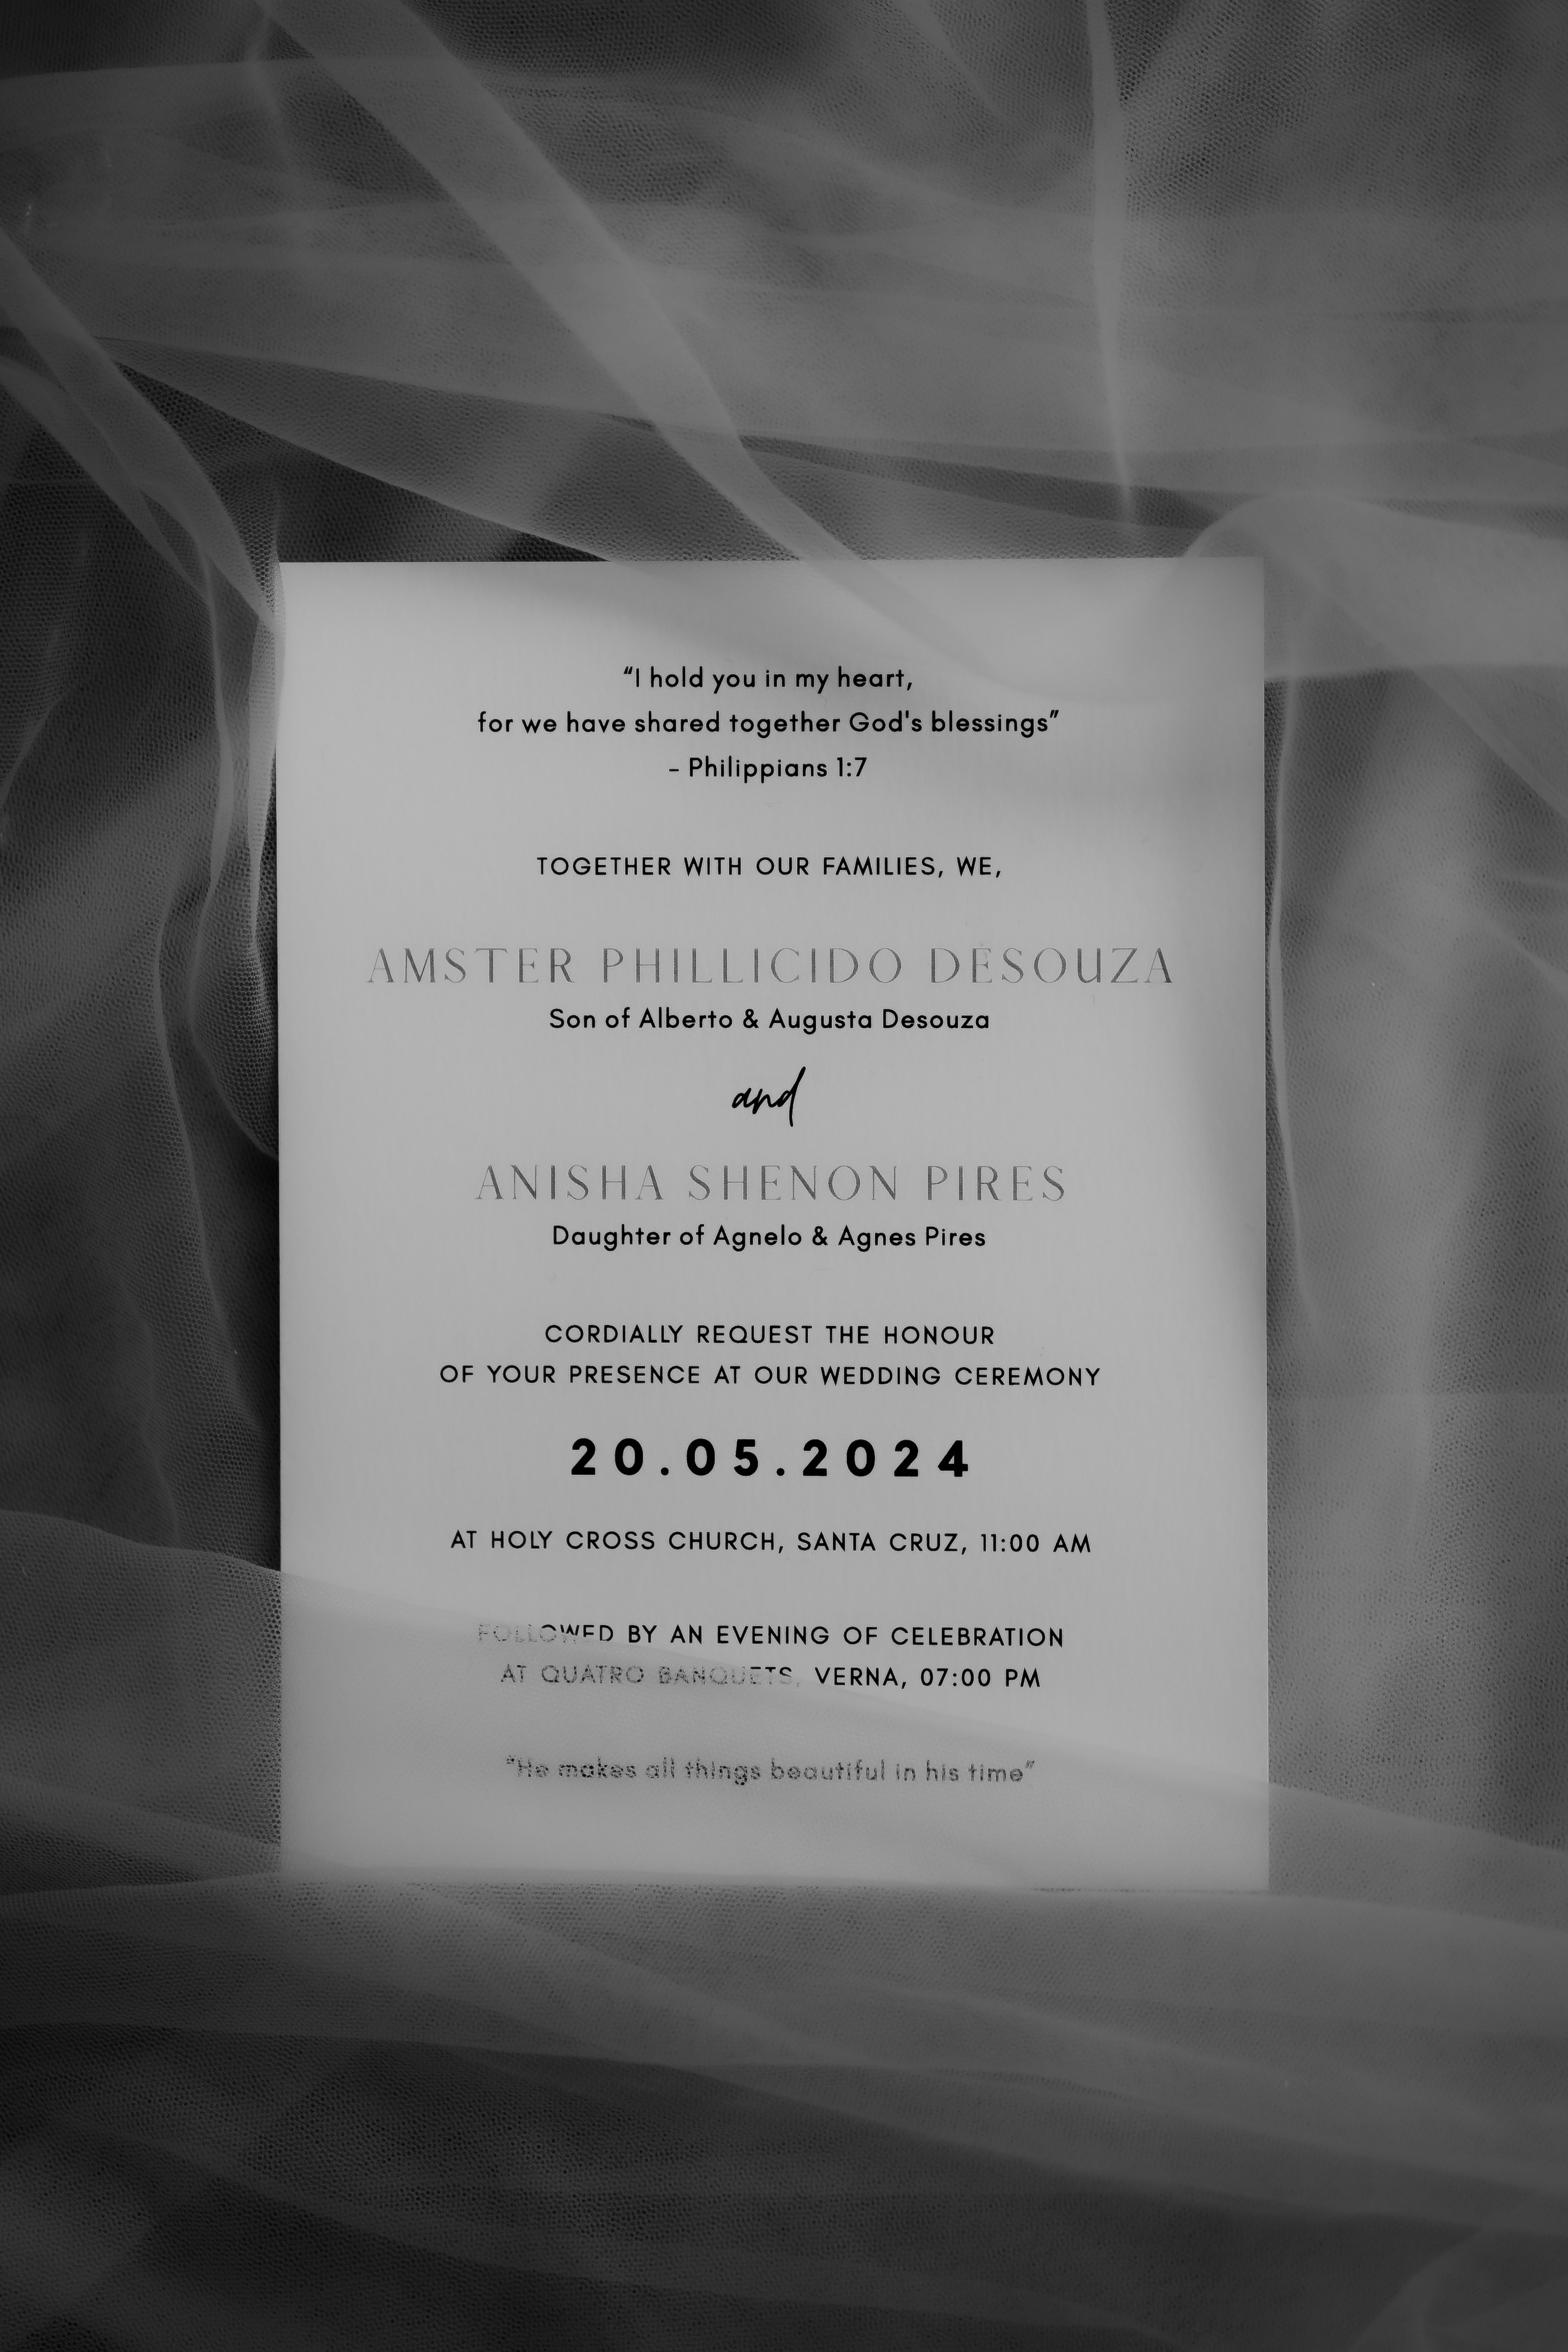 “I hold you in my heart,
for we have shared together God's blessings”
– Philippians 1:7
TOGETHER WITH OUR FAMILIES, WE,
AMSTER PHILLICIDO DESOUZA
Son of Alberto & Augusta Desouza
and
ANISHA SHENON PIRES
Daughter of Agnelo & Agnes Pires
CORDIALLY REQUEST THE HONOUR
OF YOUR PRESENCE AT OUR WEDDING CEREMONY
20.05.2024
AT HOLY CROSS CHURCH, SANTA CRUZ, 11:00 AM
FOLLOWED BY AN EVENING OF CELEBRATION
AT QUATRO BANQUETS, VERNA, 07:00 PM
“He makes all things beautiful in his time”